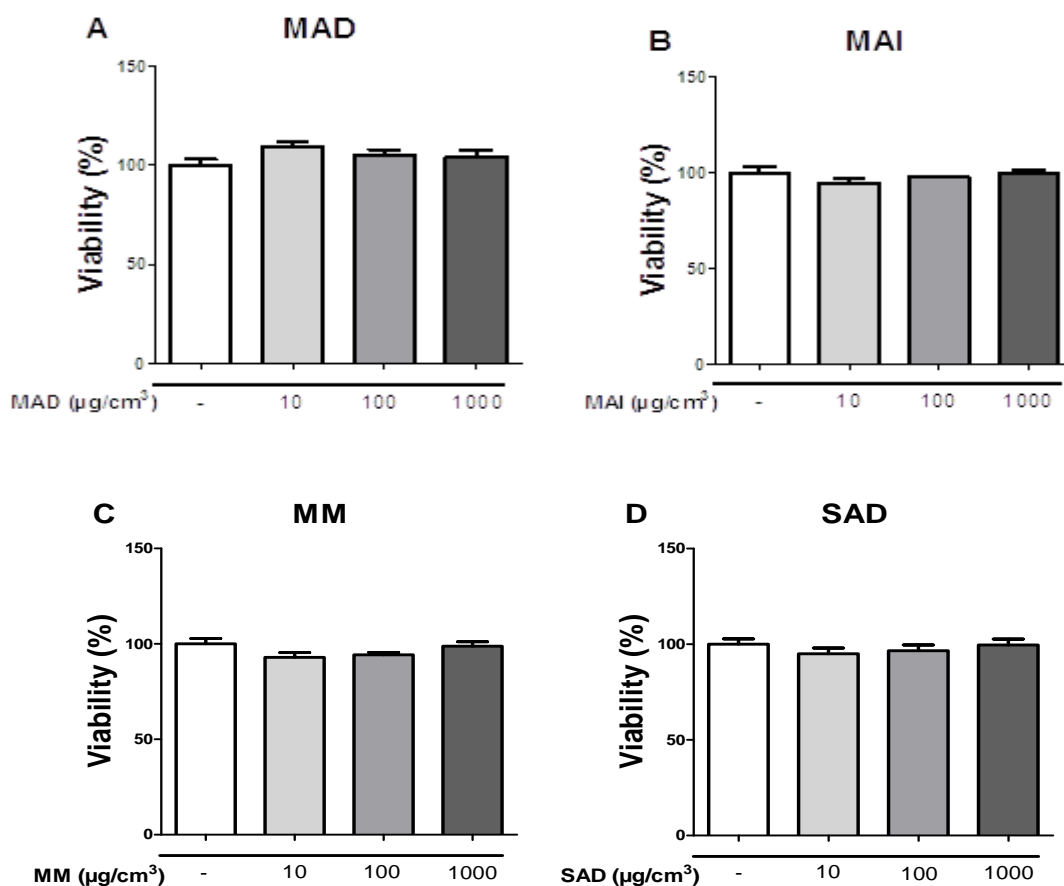 A MAD
Viability (%)
150
100
50
0
MAD (µg/cm³) - 10 100 1000
B MAI
Viability (%)
150
100
50
0
MAI (µg/cm³) - 10 100 1000
C MM
Viability (%)
150
100
50
0
MM (µg/cm³) - 10 100 1000
D SAD
Viability (%)
150
100
50
0
SAD (µg/cm³) - 10 100 1000